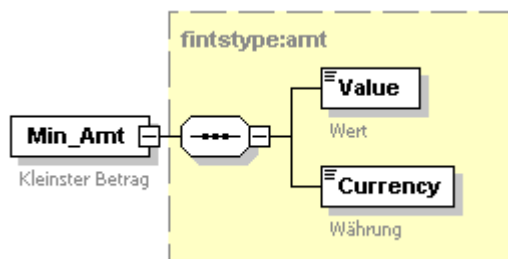 fintstype:amt
Value
Wert
Min_Amt
Kleinster Betrag
Currency
Währung